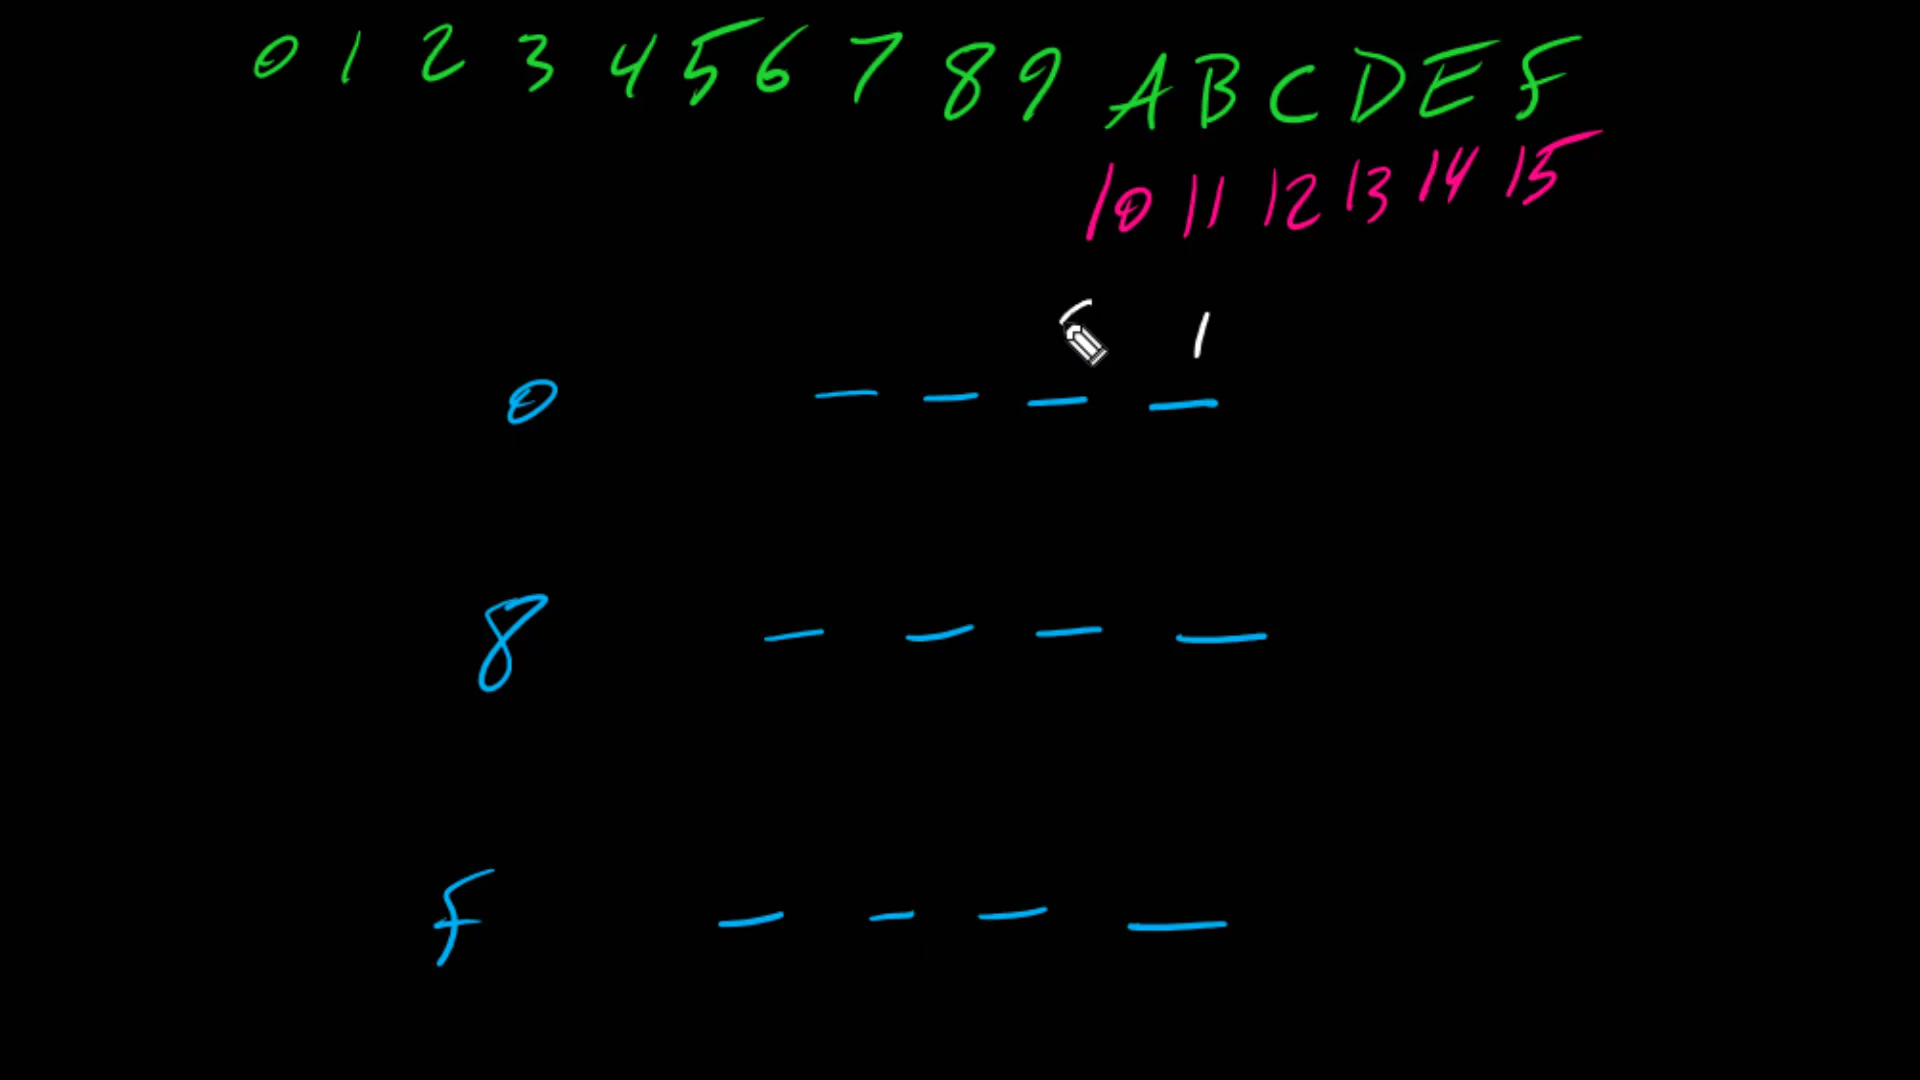 0 1 2 3 4 5 6 7 8 9 A B C D E F
10 11 12 13 14 15
1
0 _ _ _ _
8 _ _ _ _
F _ _ _ _